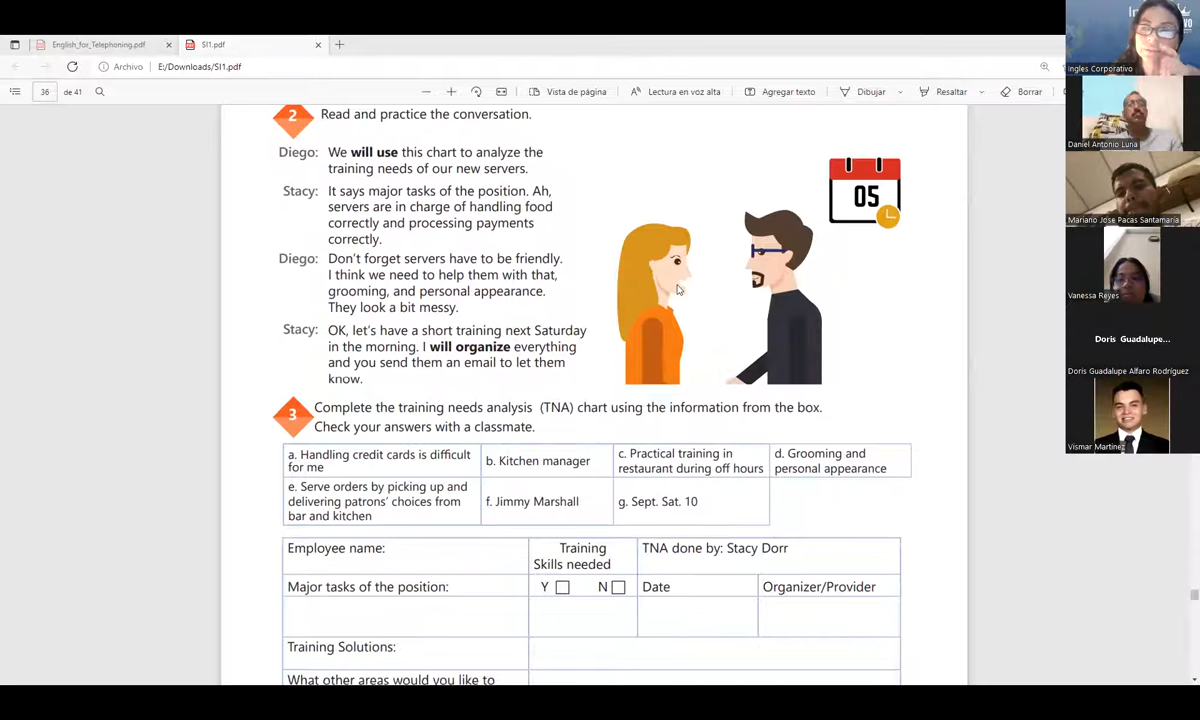 English_for_Telephoning.pdf
SI1.pdf
Archivo
E:/Downloads/SI1.pdf
36
de 41
Vista de página
Lectura en voz alta
Agregar texto
Dibujar
Resaltar
Borrar
2
Read and practice the conversation.
Diego: We will use this chart to analyze the
training needs of our new servers.
Stacy: It says major tasks of the position. Ah,
servers are in charge of handling food
correctly and processing payments
correctly.
Diego: Don't forget servers have to be friendly.
I think we need to help them with that,
grooming, and personal appearance.
They look a bit messy.
Stacy: OK, let's have a short training next Saturday
in the morning. I will organize everything
and you send them an email to let them
know.
05
3
Complete the training needs analysis (TNA) chart using the information from the box.
Check your answers with a classmate.
a. Handling credit cards is difficult
for me
b. Kitchen manager
c. Practical training in
restaurant during off hours
d. Grooming and
personal appearance
e. Serve orders by picking up and
delivering patrons' choices from
bar and kitchen
f. Jimmy Marshall
g. Sept. Sat. 10
Employee name:
Training
Skills needed
TNA done by: Stacy Dorr
Major tasks of the position:
Y N
Date
Organizer/Provider
Training Solutions:
What other areas would you like to
Ingles Corporativo
Daniel Antonio Luna
Mariano Jose Pacas Santamaria
Vanessa Reyes
Doris Guadalupe...
Doris Guadalupe Alfaro Rodríguez
Vismar Martinez